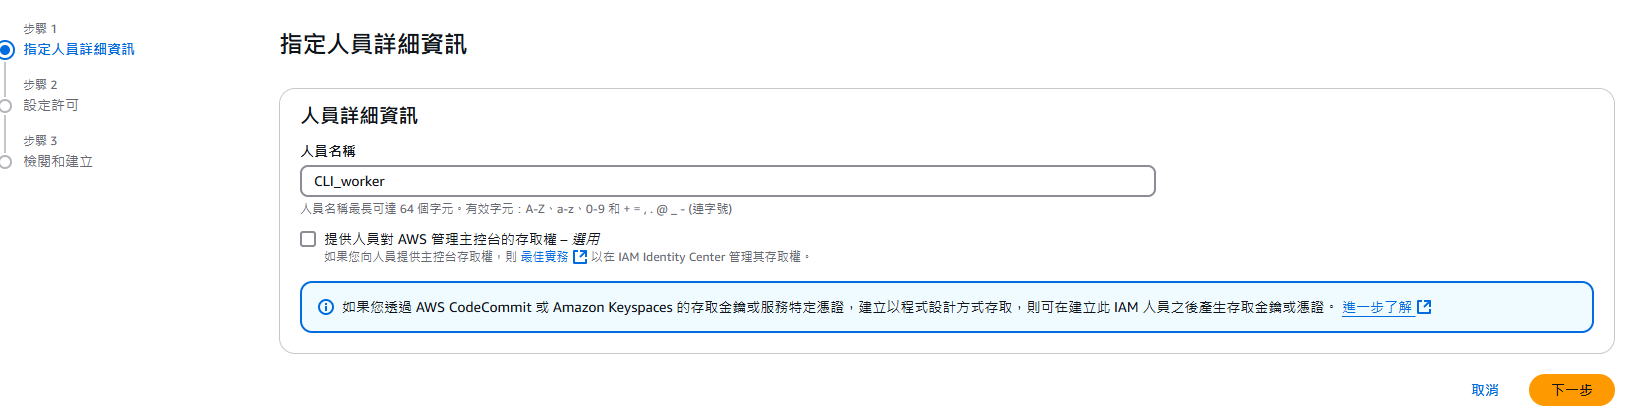 步驟 1
指定人員詳細資訊
步驟 2
設定許可
步驟 3
檢閱和建立
指定人員詳細資訊
人員詳細資訊
人員名稱
CLI_worker
人員名稱最長可達 64 個字元。有效字元：A-Z、a-z、0-9 和 + = , . @ _ - (連字號)
提供人員對 AWS 管理主控台的存取權 – 選用
如果您向人員提供主控台存取權，則 最佳實務 以在 IAM Identity Center 管理其存取權。
如果您透過 AWS CodeCommit 或 Amazon Keyspaces 的存取金鑰或服務特定憑證，建立以程式設計方式存取，則可在建立此 IAM 人員之後產生存取金鑰或憑證。 進一步了解
取消
下一步